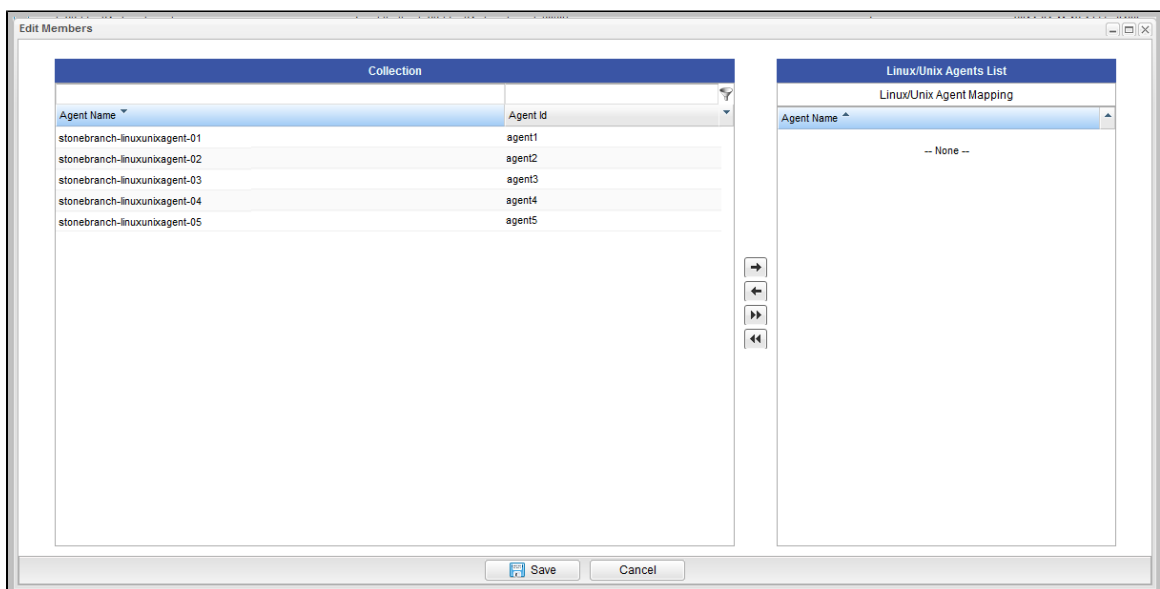 Edit Members
Collection
Linux/Unix Agents List
Linux/Unix Agent Mapping
Agent Name
Agent Id
Agent Name
stonebranch-linuxunixagent-01
agent1
-- None --
stonebranch-linuxunixagent-02
agent2
stonebranch-linuxunixagent-03
agent3
stonebranch-linuxunixagent-04
agent4
stonebranch-linuxunixagent-05
agent5
Save
Cancel